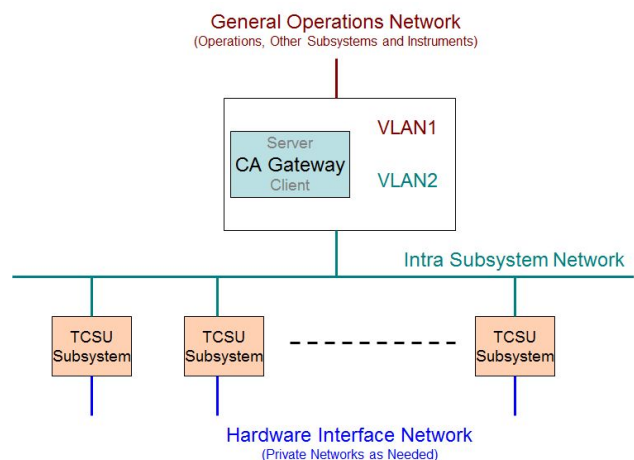 General Operations Network
(Operations, Other Subsystems and Instruments)
VLAN1
Server
CA Gateway
Client
VLAN2
Intra Subsystem Network
TCSU
Subsystem
TCSU
Subsystem
TCSU
Subsystem
Hardware Interface Network
(Private Networks as Needed)